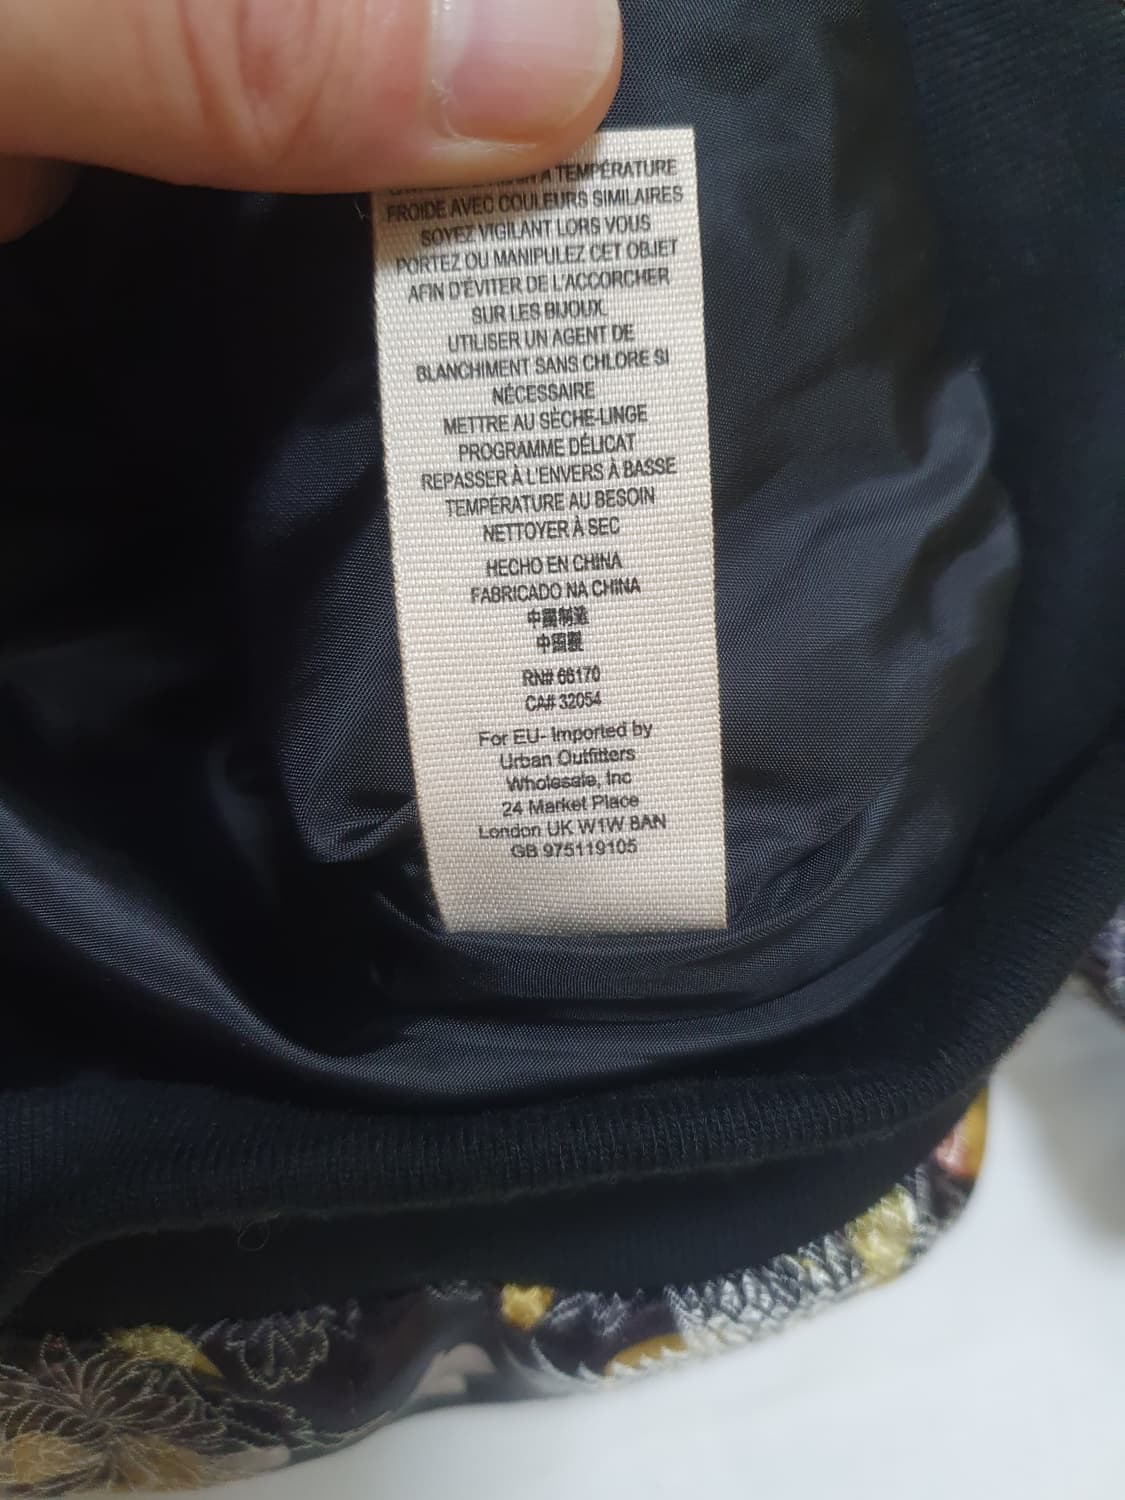 À TEMPÉRATURE
FROIDE AVEC COULEURS SIMILAIRES
SOYEZ VIGILANT LORS VOUS
PORTEZ OU MANIPULEZ CET OBJET
AFIN D'ÉVITER DE L'ACCORCHER
SUR LES BIJOUX.
UTILISER UN AGENT DE
BLANCHIMENT SANS CHLORE SI
NÉCESSAIRE
METTRE AU SÈCHE-LINGE
PROGRAMME DÉLICAT
REPASSER À L'ENVERS À BASSE
TEMPÉRATURE AU BESOIN
NETTOYER À SEC
HECHO EN CHINA
FABRICADO NA CHINA
中國制造
中国製
RN# 66170
CA# 32054
For EU- Imported by
Urban Outfitters
Wholesale, Inc
24 Market Place
London UK W1W 8AN
GB 975119105